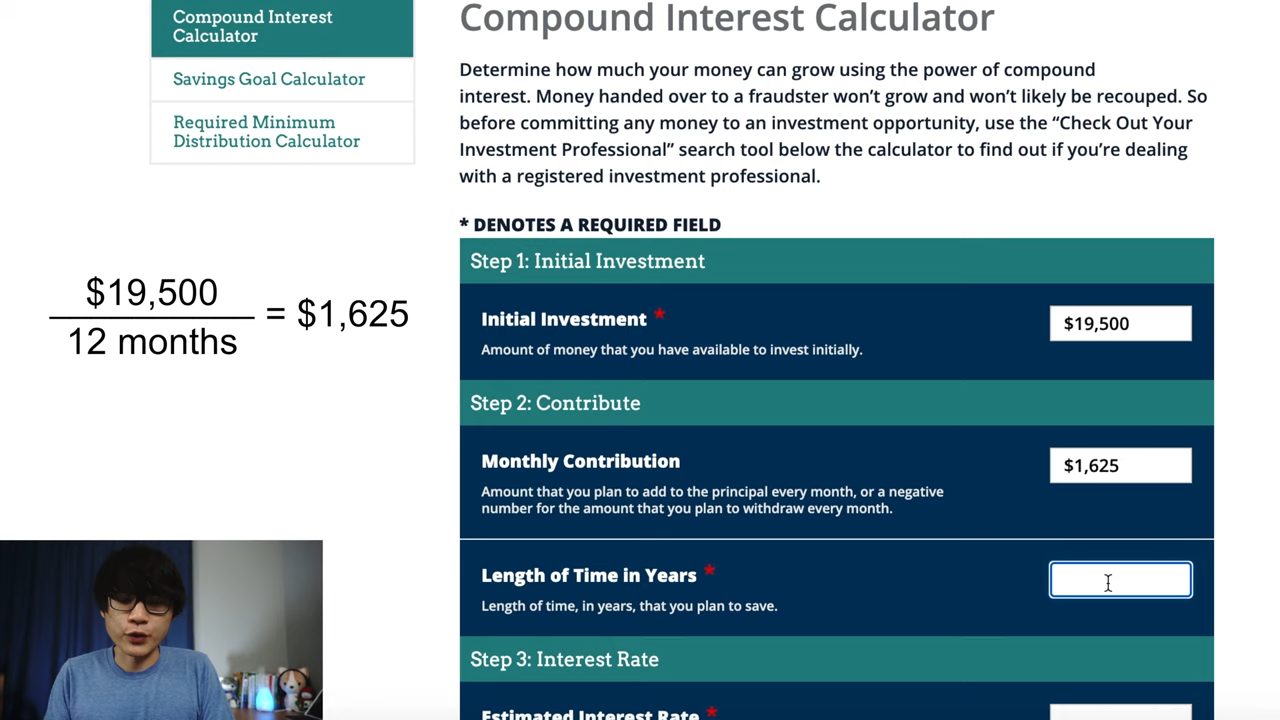 Compound Interest
Calculator
Savings Goal Calculator
Required Minimum
Distribution Calculator
Compound Interest Calculator
Determine how much your money can grow using the power of compound
interest. Money handed over to a fraudster won’t grow and won’t likely be recouped. So
before committing any money to an investment opportunity, use the “Check Out Your
Investment Professional” search tool below the calculator to find out if you’re dealing
with a registered investment professional.
* DENOTES A REQUIRED FIELD
Step 1: Initial Investment
Initial Investment *
$19,500
Amount of money that you have available to invest initially.
Step 2: Contribute
Monthly Contribution
$1,625
Amount that you plan to add to the principal every month, or a negative
number for the amount that you plan to withdraw every month.
Length of Time in Years *
Length of time, in years, that you plan to save.
Step 3: Interest Rate
Estimated Interest Rate *
$19,500
12 months
= $1,625